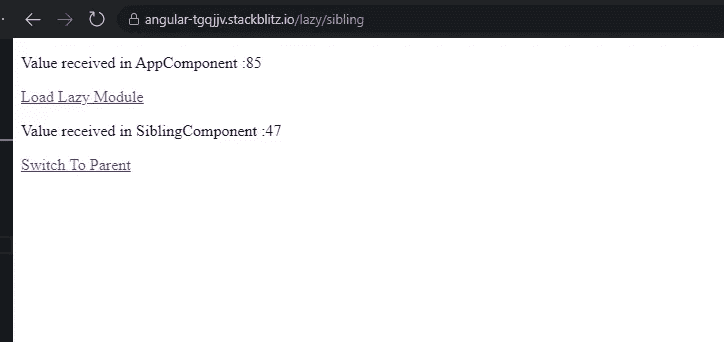 angular-tgqjjv.stackblitz.io/lazy/sibling
Value received in AppComponent :85
Load Lazy Module
Value received in SiblingComponent :47
Switch To Parent